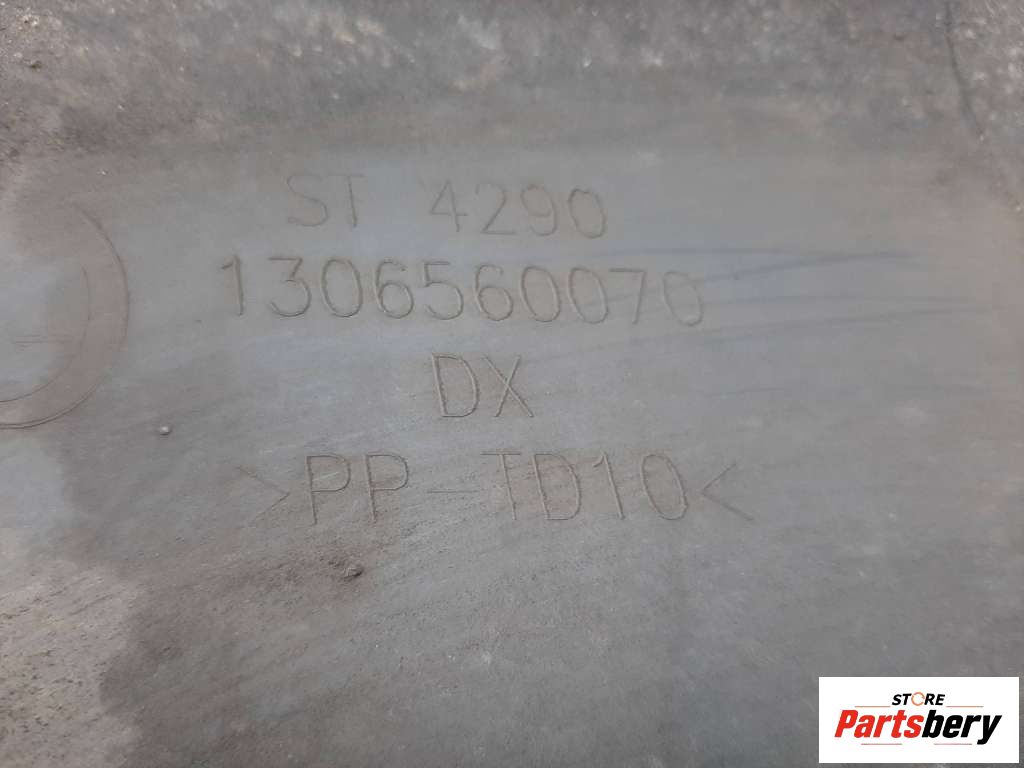 ST 4290
1306560070
DX
>PP-TD10<
STORE
Partsbery